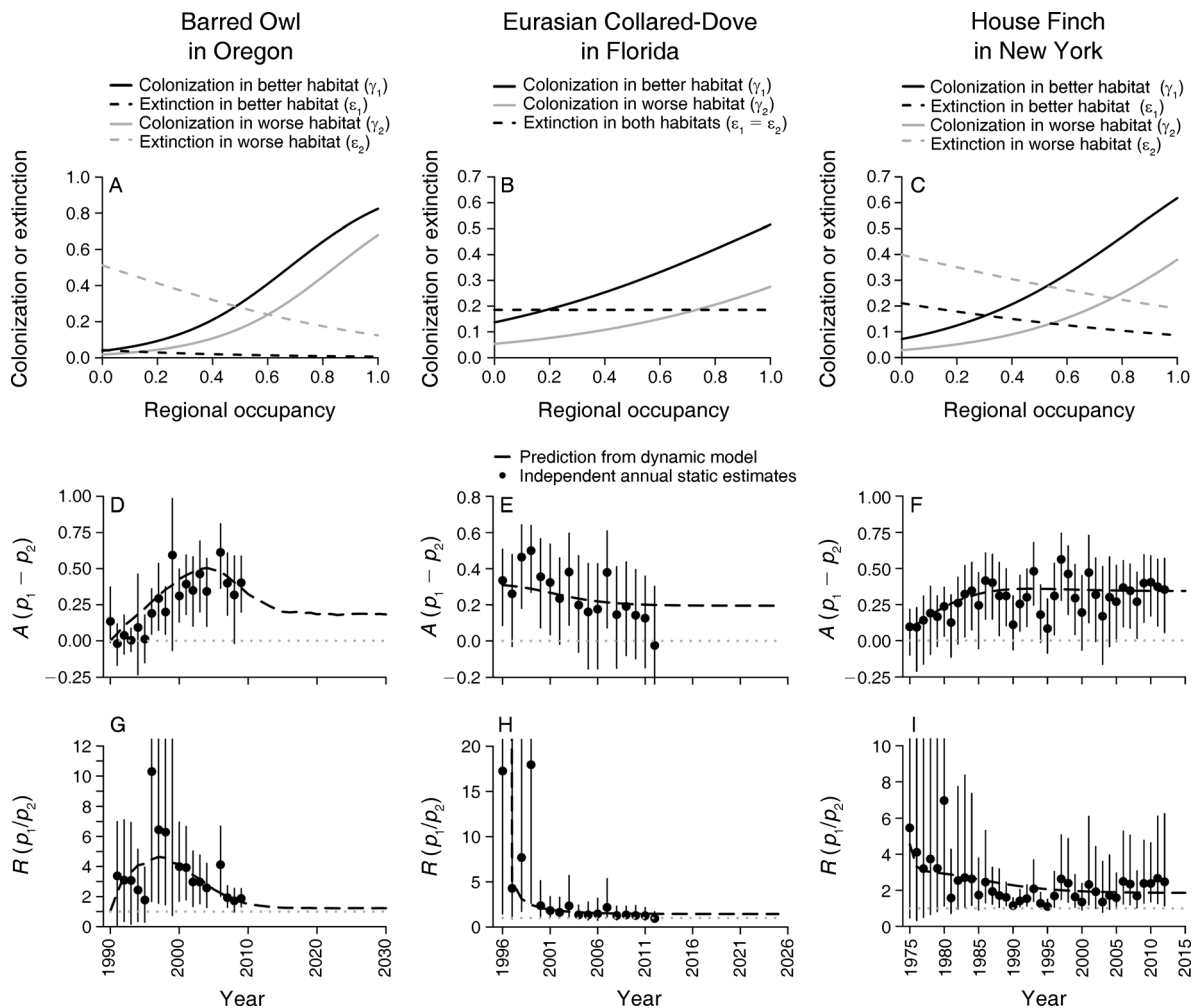 Barred Owl
in Oregon
Colonization in better habitat (γ₁)
Extinction in better habitat (ε₁)
Colonization in worse habitat (γ₂)
Extinction in worse habitat (ε₂)
Eurasian Collared-Dove
in Florida
Colonization in better habitat (γ₁)
Colonization in worse habitat (γ₂)
Extinction in both habitats (ε₁ = ε₂)
House Finch
in New York
Colonization in better habitat (γ₁)
Extinction in better habitat (ε₁)
Colonization in worse habitat (γ₂)
Extinction in worse habitat (ε₂)
Colonization or extinction
A
1.0
0.8
0.6
0.4
0.2
0.0
0.0 0.2 0.4 0.6 0.8 1.0
Regional occupancy
Colonization or extinction
B
0.7
0.6
0.5
0.4
0.3
0.2
0.1
0.0
0.0 0.2 0.4 0.6 0.8 1.0
Regional occupancy
Colonization or extinction
C
0.7
0.6
0.5
0.4
0.3
0.2
0.1
0.0
0.0 0.2 0.4 0.6 0.8 1.0
Regional occupancy
Prediction from dynamic model
Independent annual static estimates
A (p₁ − p₂)
D
1.00
0.75
0.50
0.25
0.00
−0.25
A (p₁ − p₂)
E
0.8
0.6
0.4
0.2
0.0
−0.2
A (p₁ − p₂)
F
1.00
0.75
0.50
0.25
0.00
−0.25
R (p₁/p₂)
G
12
10
8
6
4
2
1
0
1990 2000 2010 2020 2030
Year
R (p₁/p₂)
H
20
15
10
5
1
0
1996 2001 2006 2011 2016 2021 2026
Year
R (p₁/p₂)
I
10
8
6
4
2
1
0
1975 1980 1985 1990 1995 2000 2005 2010 2015
Year